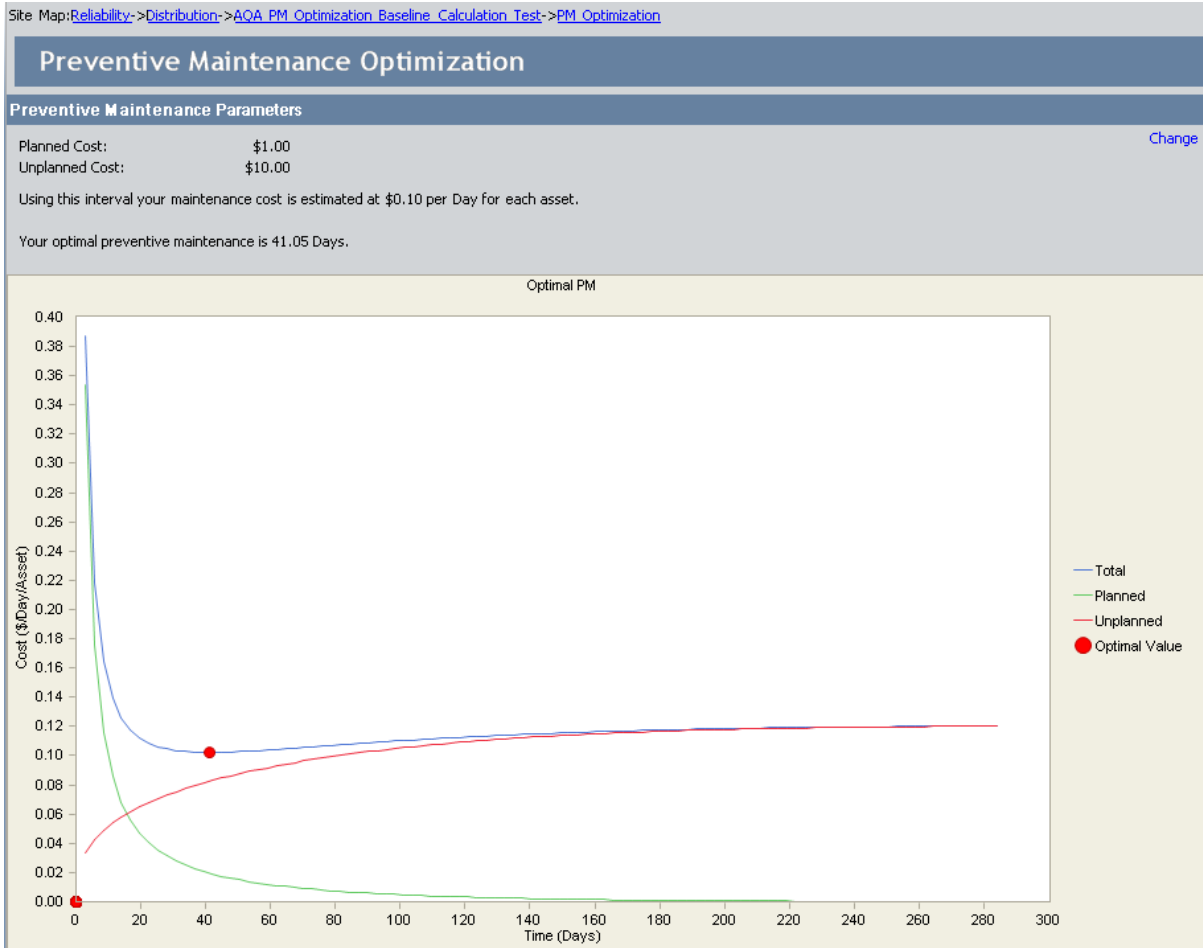 Site Map:Reliability->Distribution->AQA PM Optimization Baseline Calculation Test->PM Optimization
Preventive Maintenance Optimization
Preventive Maintenance Parameters
Planned Cost: $1.00
Change
Unplanned Cost: $10.00
Using this interval your maintenance cost is estimated at $0.10 per Day for each asset.
Your optimal preventive maintenance is 41.05 Days.
Optimal PM
0.40
0.38
0.36
0.34
0.32
0.30
0.28
0.26
0.24
0.22
0.20
0.18
0.16
0.14
0.12
0.10
0.08
0.06
0.04
0.02
0.00
Cost ($/Day/Asset)
0 20 40 60 80 100 120 140 160 180 200 220 240 260 280 300
Time (Days)
Total
Planned
Unplanned
Optimal Value